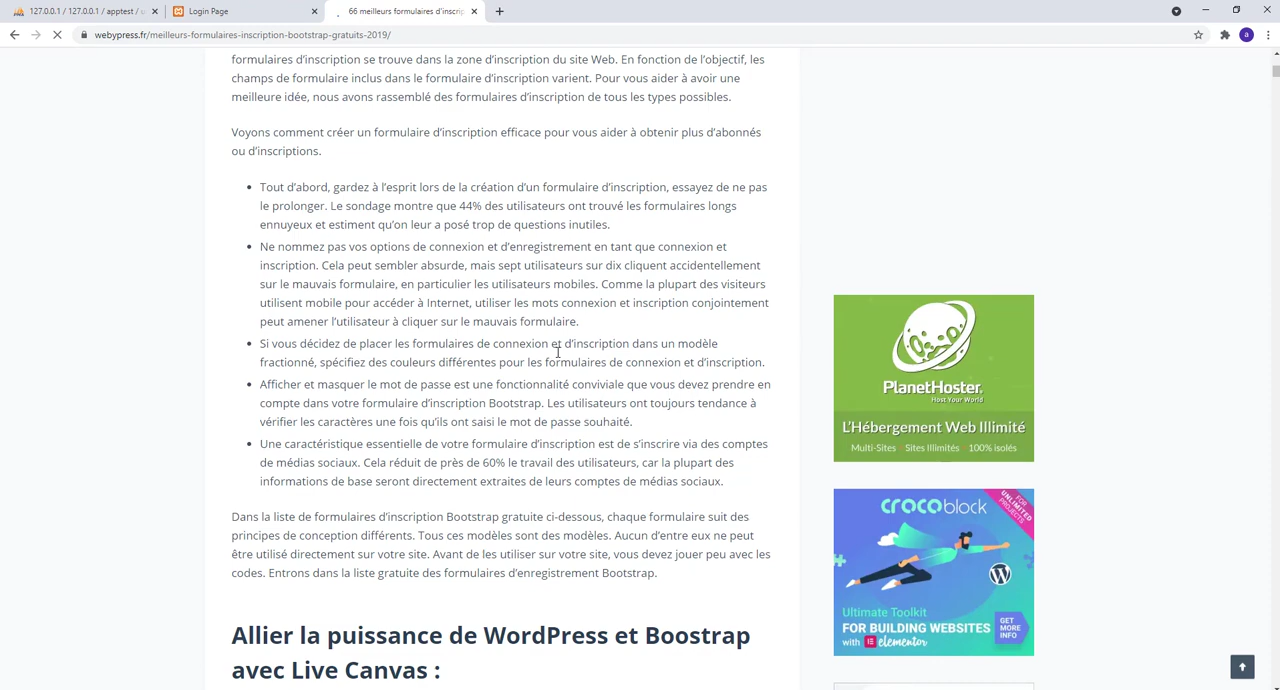 127.0.0.1 / 127.0.0.1 / apptest / u
Login Page
66 meilleurs formulaires d'inscrip
webypress.fr/meilleurs-formulaires-inscription-bootstrap-gratuits-2019/
a
formulaires d'inscription se trouve dans la zone d'inscription du site Web. En fonction de l'objectif, les
champs de formulaire inclus dans le formulaire d'inscription varient. Pour vous aider à avoir une
meilleure idée, nous avons rassemblé des formulaires d'inscription de tous les types possibles.
Voyons comment créer un formulaire d'inscription efficace pour vous aider à obtenir plus d'abonnés
ou d'inscriptions.
Tout d'abord, gardez à l'esprit lors de la création d'un formulaire d'inscription, essayez de ne pas
le prolonger. Le sondage montre que 44% des utilisateurs ont trouvé les formulaires longs
ennuyeux et estiment qu'on leur a posé trop de questions inutiles.
Ne nommez pas vos options de connexion et d'enregistrement en tant que connexion et
inscription. Cela peut sembler absurde, mais sept utilisateurs sur dix cliquent accidentellement
sur le mauvais formulaire, en particulier les utilisateurs mobiles. Comme la plupart des visiteurs
utilisent mobile pour accéder à Internet, utiliser les mots connexion et inscription conjointement
peut amener l'utilisateur à cliquer sur le mauvais formulaire.
Si vous décidez de placer les formulaires de connexion et d'inscription dans un modèle
fractionné, spécifiez des couleurs différentes pour les formulaires de connexion et d'inscription.
Afficher et masquer le mot de passe est une fonctionnalité conviviale que vous devez prendre en
compte dans votre formulaire d'inscription Bootstrap. Les utilisateurs ont toujours tendance à
vérifier les caractères une fois qu'ils ont saisi le mot de passe souhaité.
Une caractéristique essentielle de votre formulaire d'inscription est de s'inscrire via des comptes
de médias sociaux. Cela réduit de près de 60% le travail des utilisateurs, car la plupart des
informations de base seront directement extraites de leurs comptes de médias sociaux.
Dans la liste de formulaires d'inscription Bootstrap gratuite ci-dessous, chaque formulaire suit des
principes de conception différents. Tous ces modèles sont des modèles. Aucun d'entre eux ne peut
être utilisé directement sur votre site. Avant de les utiliser sur votre site, vous devez jouer peu avec les
codes. Entrons dans la liste gratuite des formulaires d'enregistrement Bootstrap.
Allier la puissance de WordPress et Boostrap
avec Live Canvas :
PlanetHoster.
Host Your World
L'Hébergement Web Illimité
Multi-Sites Sites Illimités 100% isolés
crocoblock
FOR
UNLIMITED
PROJECTS
Ultimate Toolkit
FOR BUILDING WEBSITES
with elementor
GET
MORE
INFO